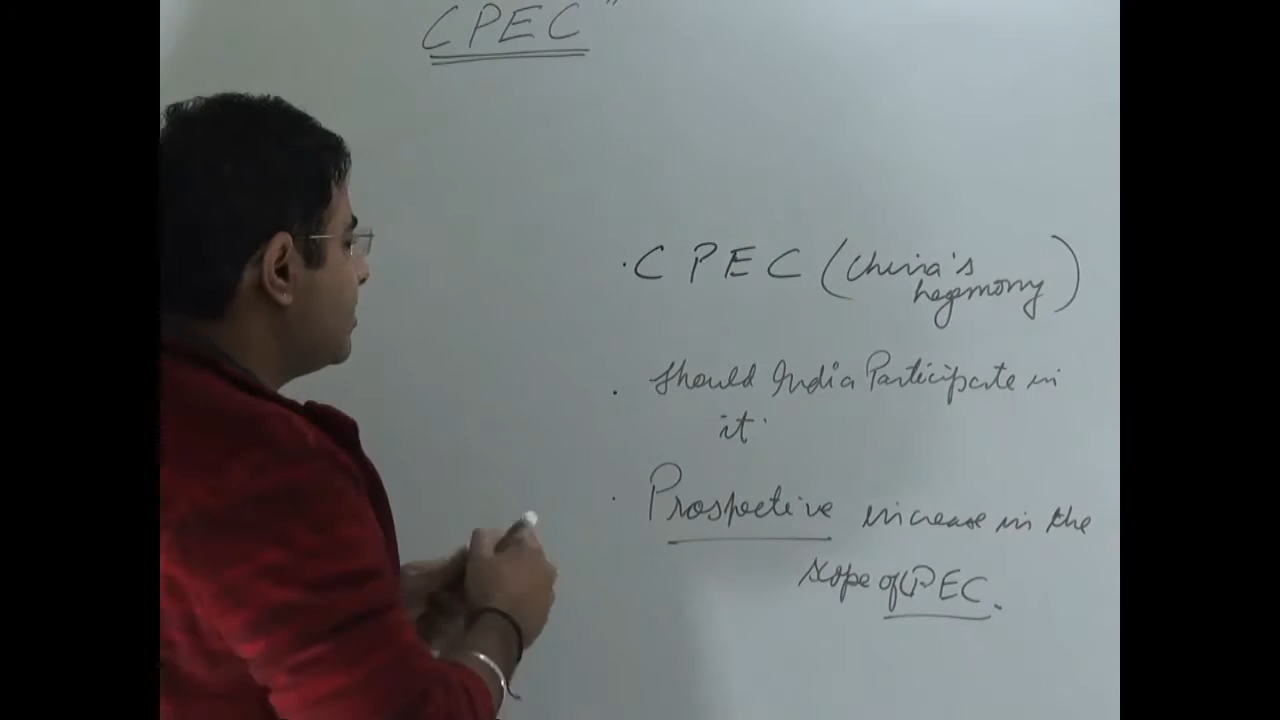 CPEC"
. CPEC (China's
hegemony)
. Should India Participate in
it.
. Prospective increase in the
scope of CPEC.